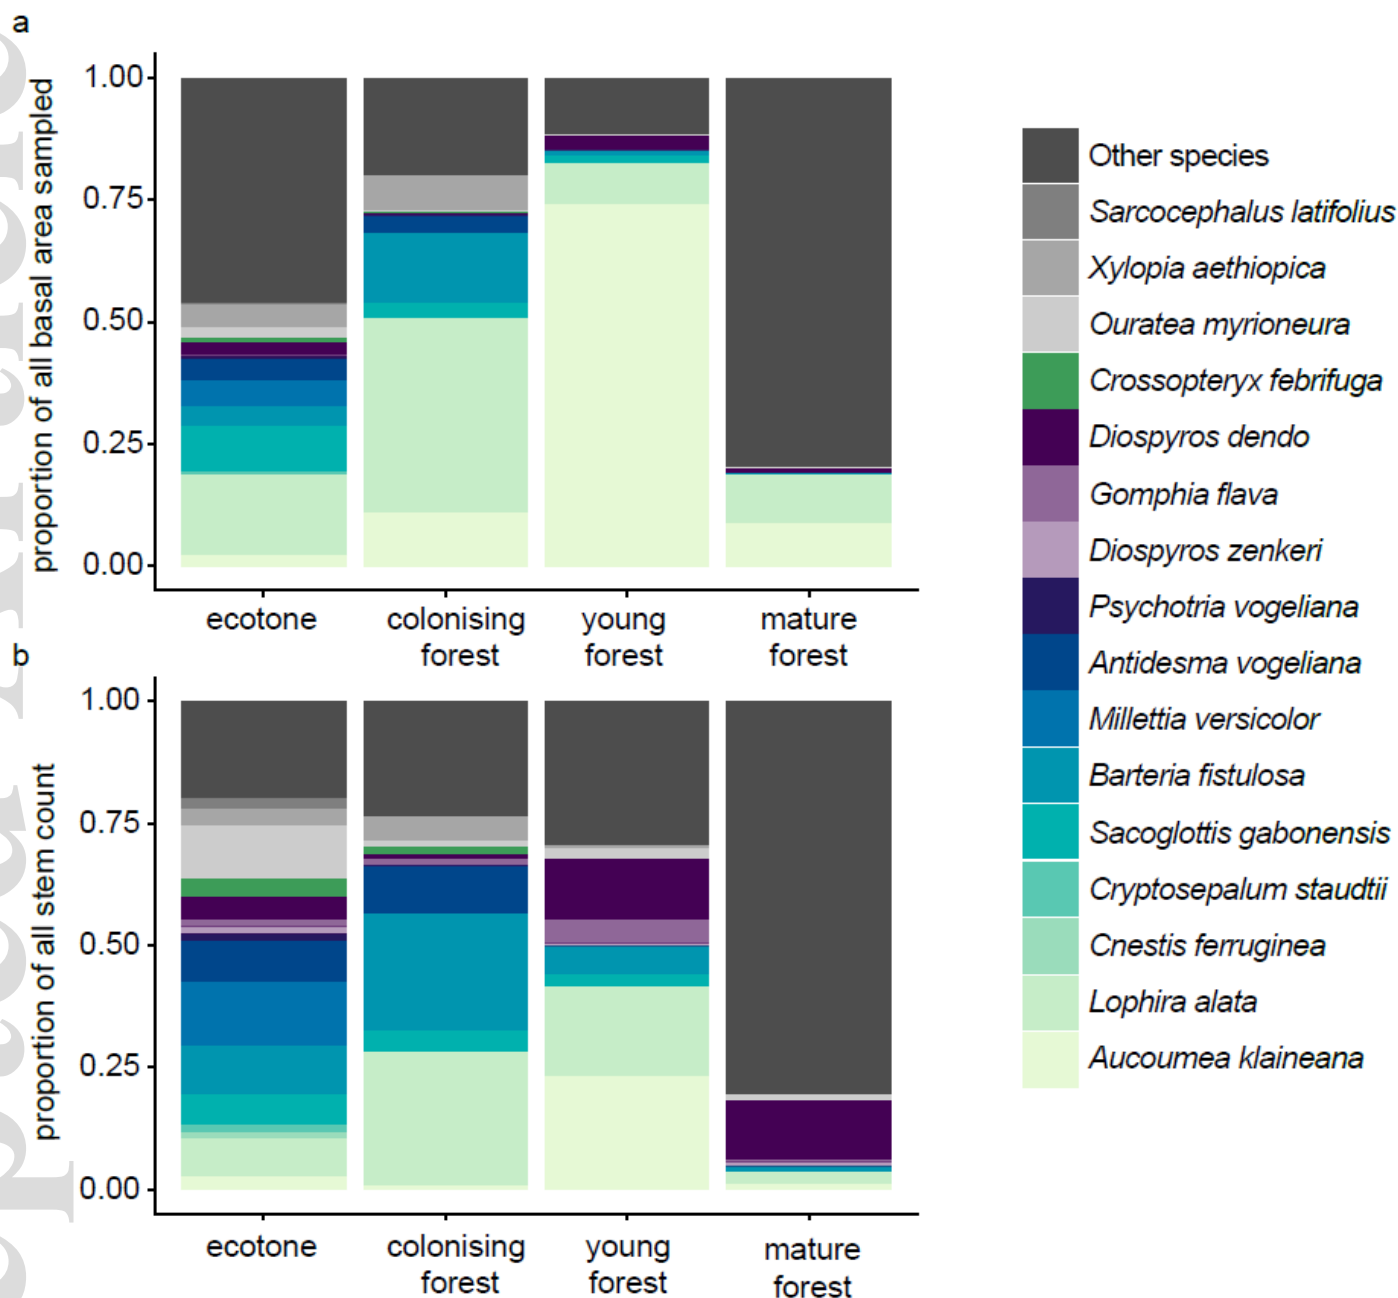 a
proportion of all basal area sampled
1.00
0.75
0.50
0.25
0.00
ecotone
colonising
forest
young
forest
mature
forest
b
proportion of all stem count
1.00
0.75
0.50
0.25
0.00
ecotone
colonising
forest
young
forest
mature
forest
Other species
Sarcocephalus latifolius
Xylopia aethiopica
Ouratea myrioneura
Crossopteryx febrifuga
Diospyros dendo
Gomphia flava
Diospyros zenkeri
Psychotria vogeliana
Antidesma vogeliana
Millettia versicolor
Barteria fistulosa
Sacoglottis gabonensis
Cryptosepalum staudtii
Cnestis ferruginea
Lophira alata
Aucoumea klaineana